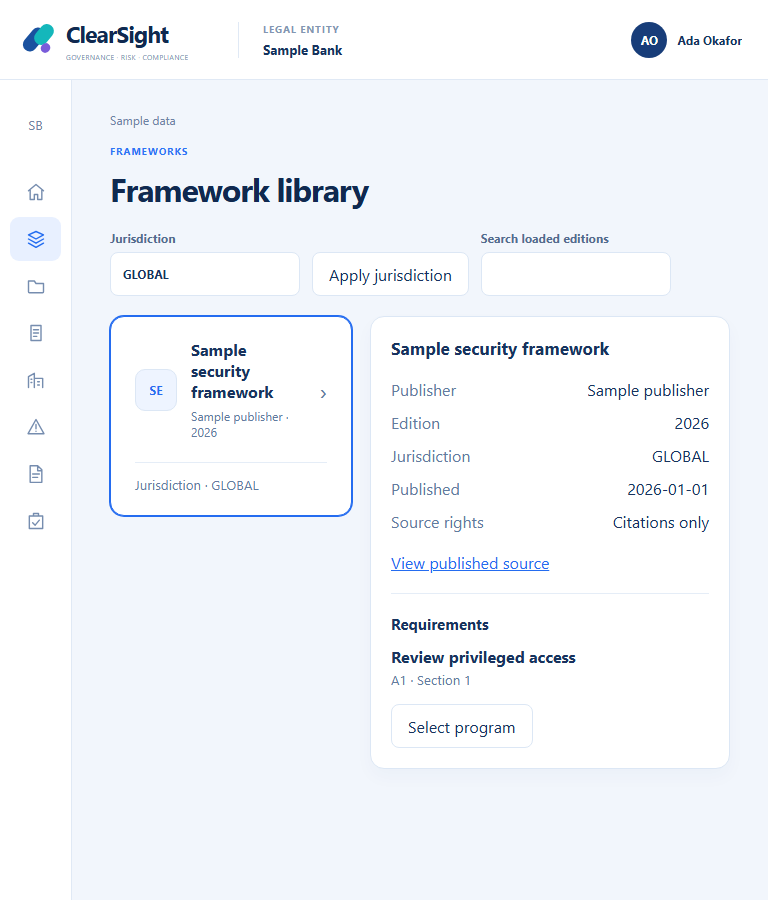 ClearSight
GOVERNANCE · RISK · COMPLIANCE
LEGAL ENTITY
Sample Bank
AO
Ada Okafor
SB
Sample data
FRAMEWORKS
Framework library
Jurisdiction
GLOBAL
Apply jurisdiction
Search loaded editions
SE
Sample
security
framework
Sample publisher ·
2026
Jurisdiction · GLOBAL
Sample security framework
Publisher Sample publisher
Edition 2026
Jurisdiction GLOBAL
Published 2026-01-01
Source rights Citations only
View published source
Requirements
Review privileged access
A1 · Section 1
Select program